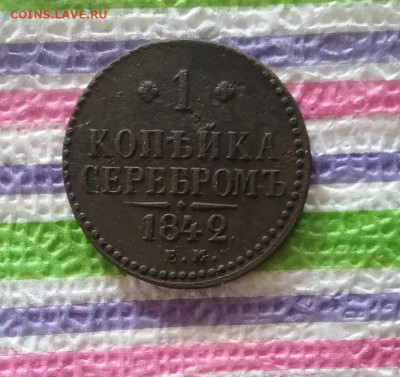 COINS.LAVE.RU
1
КОПѢЙКА
СЕРЕБРОМЪ
1842
Е.М.